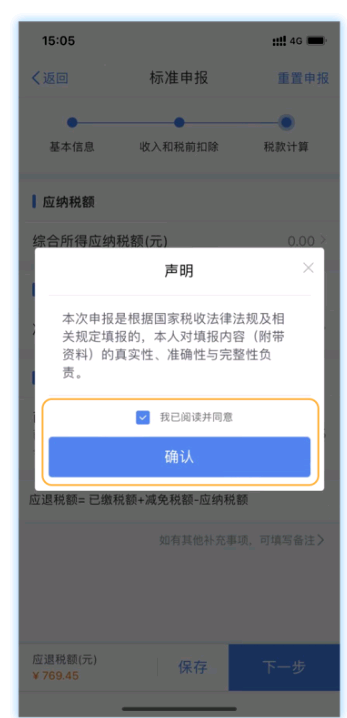 15:05
4G
返回
标准申报
重置申报
基本信息
收入和税前扣除
税款计算
应纳税额
综合所得应纳税额(元)
0.00
声明
本次申报是根据国家税收法律法规及相
关规定填报的，本人对填报内容（附带
资料）的真实性、准确性与完整性负
责。
我已阅读并同意
确认
应退税额= 已缴税额+减免税额-应纳税额
如有其他补充事项，可填写备注
应退税额(元)
¥ 769.45
保存
下一步